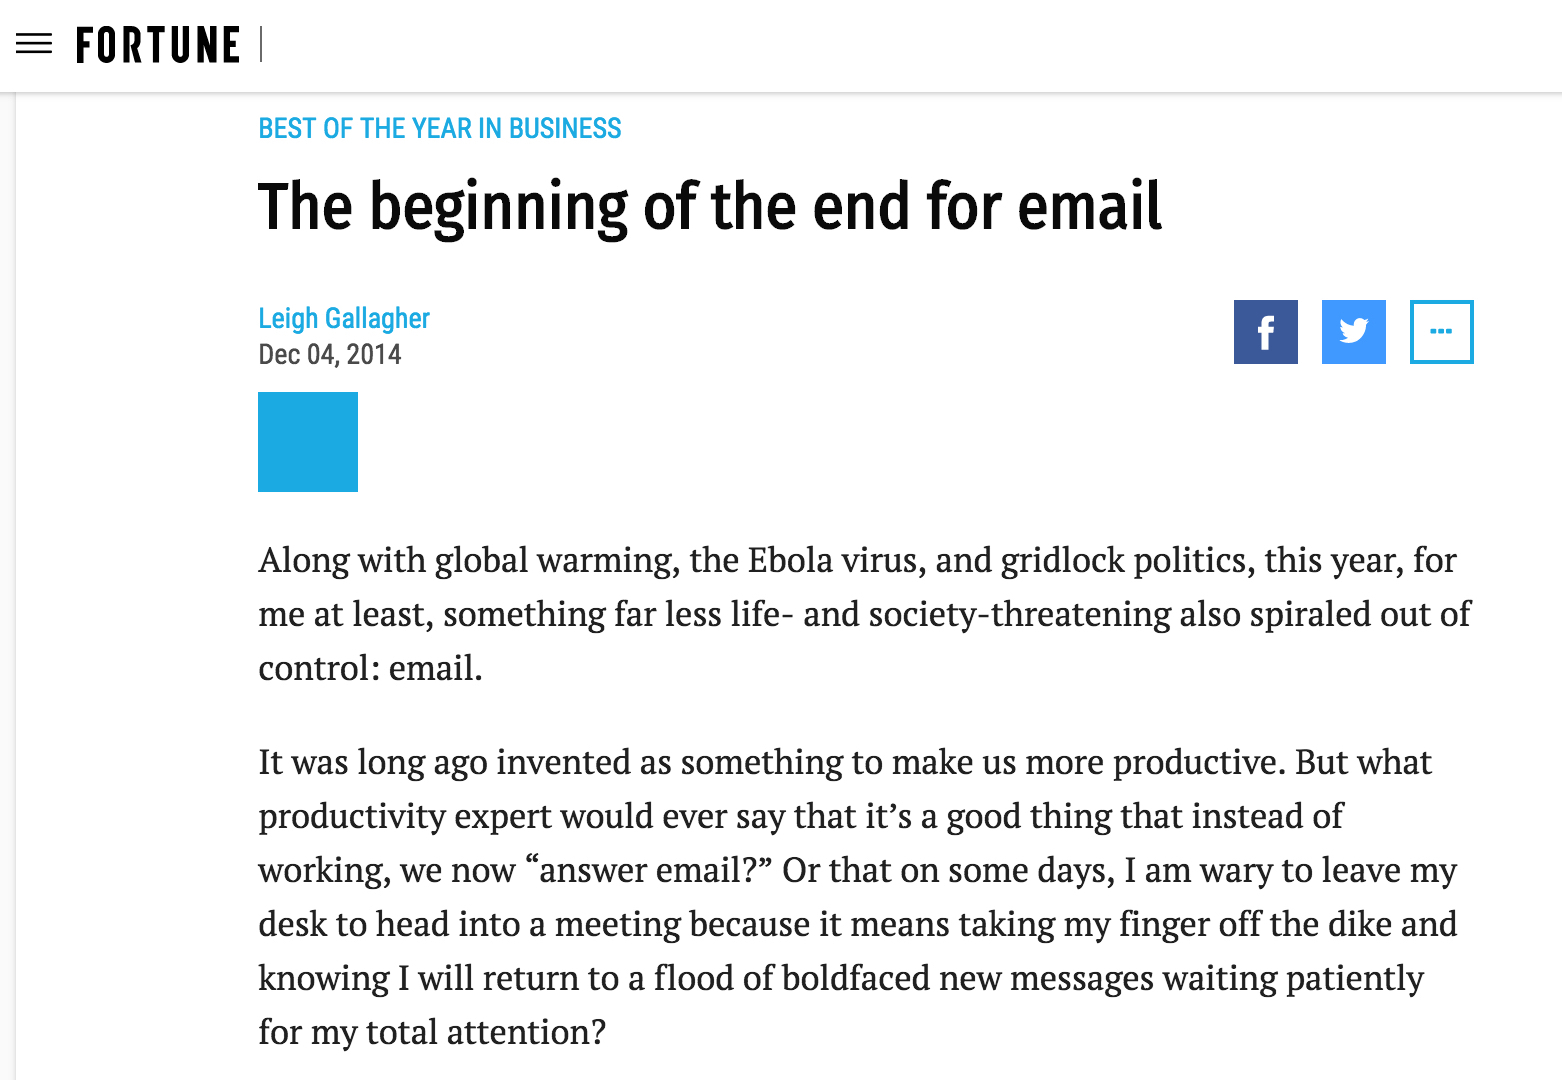 FORTUNE
BEST OF THE YEAR IN BUSINESS
The beginning of the end for email
Leigh Gallagher
Dec 04, 2014
Along with global warming, the Ebola virus, and gridlock politics, this year, for
me at least, something far less life- and society-threatening also spiraled out of
control: email.
It was long ago invented as something to make us more productive. But what
productivity expert would ever say that it’s a good thing that instead of
working, we now “answer email?” Or that on some days, I am wary to leave my
desk to head into a meeting because it means taking my finger off the dike and
knowing I will return to a flood of boldfaced new messages waiting patiently
for my total attention?